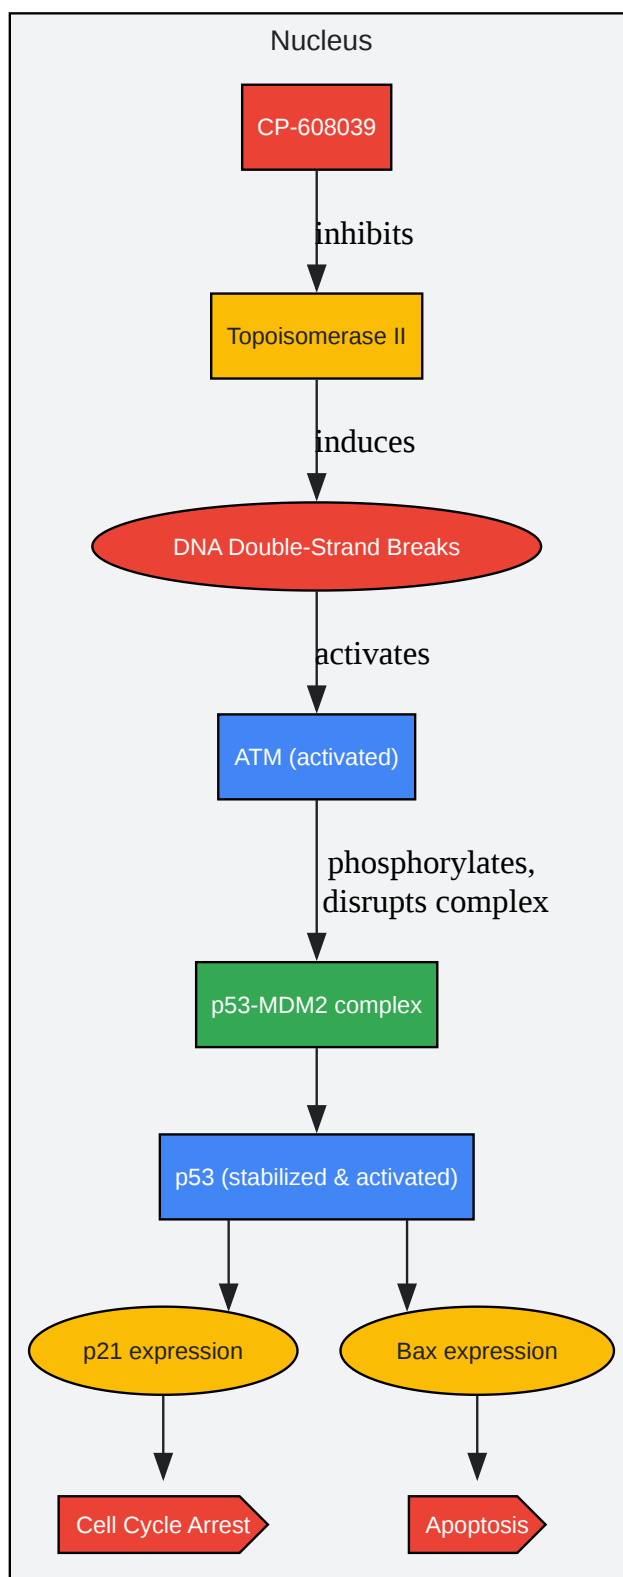 Nucleus
CP-608039
inhibits
Topoisomerase II
induces
DNA Double-Strand Breaks
activates
ATM (activated)
phosphorylates,
disrupts complex
p53-MDM2 complex
p53 (stabilized & activated)
p21 expression
Bax expression
Cell Cycle Arrest
Apoptosis